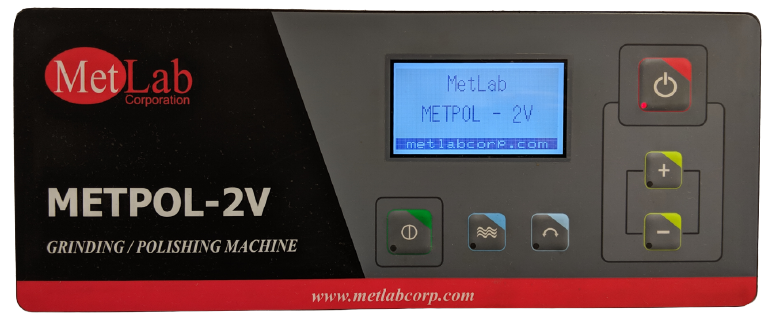 MetLab
Corporation
METPOL-2V
GRINDING / POLISHING MACHINE
MetLab
METPOL - 2V
metlabcorp.com
+
−
www.metlabcorp.com